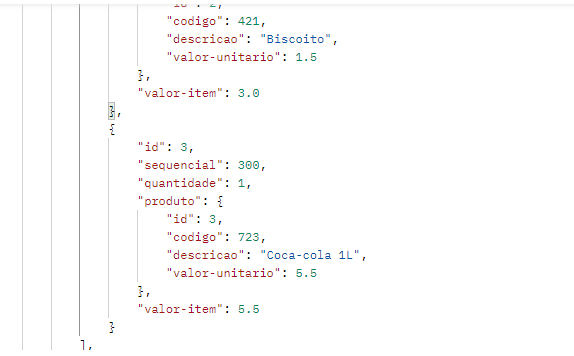 "id": 2,
"codigo": 421,
"descricao": "Biscoito",
"valor-unitario": 1.5
},
"valor-item": 3.0
},
{
"id": 3,
"sequencial": 300,
"quantidade": 1,
"produto": {
"id": 3,
"codigo": 723,
"descricao": "Coca-cola 1L",
"valor-unitario": 5.5
},
"valor-item": 5.5
}
],